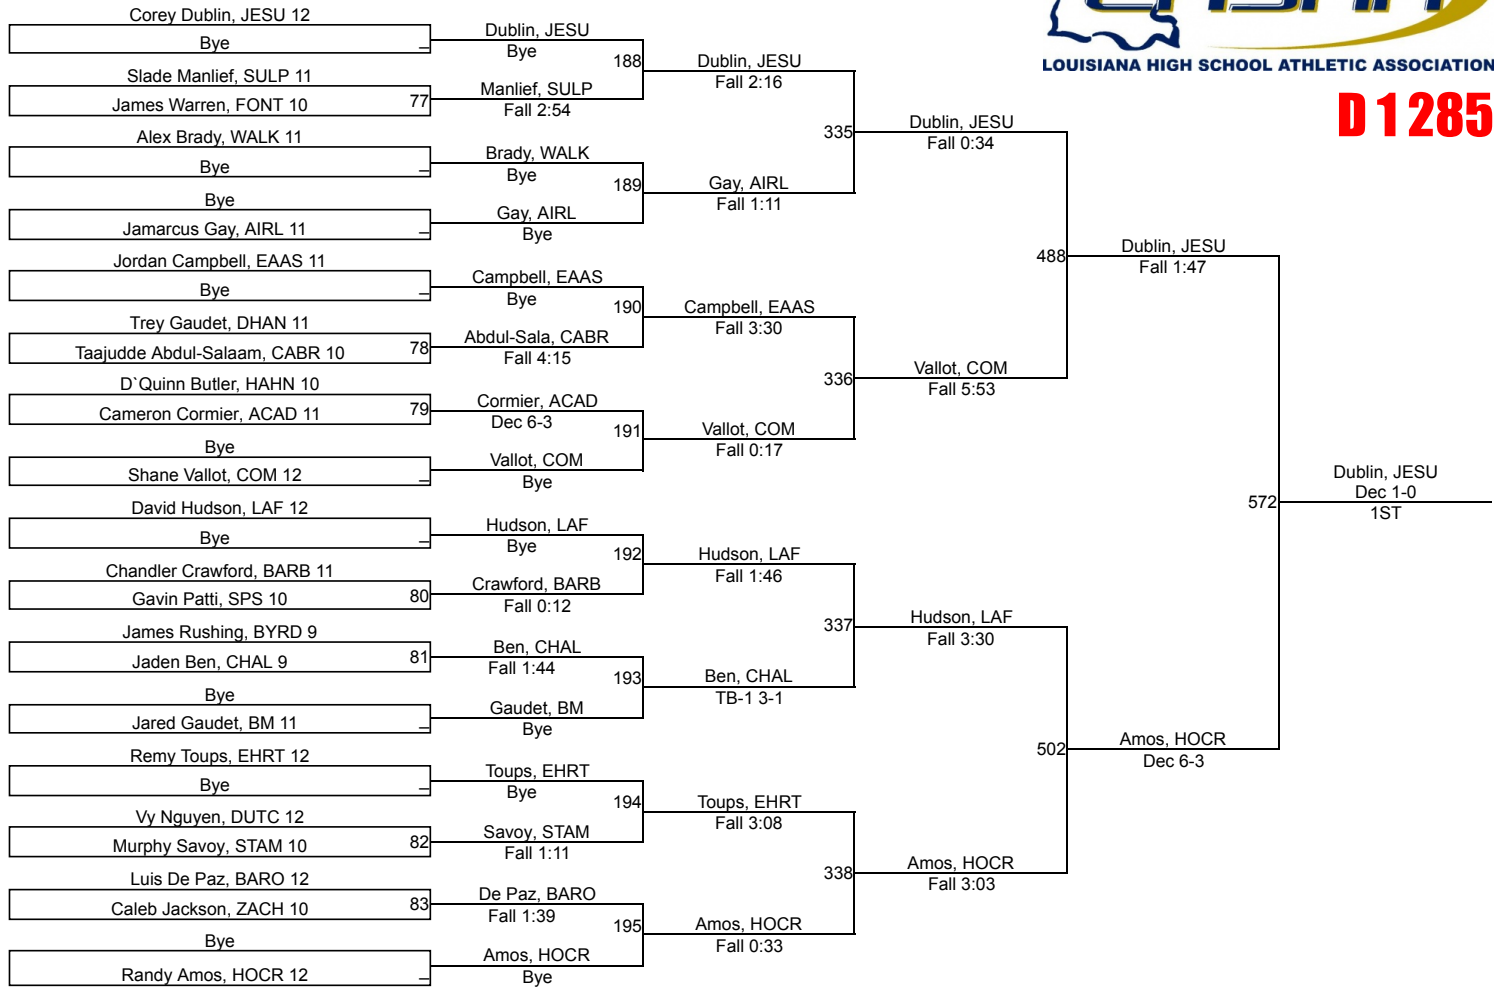 LHSAA
LOUISIANA HIGH SCHOOL ATHLETIC ASSOCIATION
D 1 285
Corey Dublin, JESU 12
Bye
_
Slade Manlief, SULP 11
James Warren, FONT 10
77
Alex Brady, WALK 11
Bye
_
Bye
Jamarcus Gay, AIRL 11
_
Jordan Campbell, EAAS 11
Bye
_
Trey Gaudet, DHAN 11
Taajudde Abdul-Salaam, CABR 10
78
D`Quinn Butler, HAHN 10
Cameron Cormier, ACAD 11
79
Bye
Shane Vallot, COM 12
_
David Hudson, LAF 12
Bye
_
Chandler Crawford, BARB 11
Gavin Patti, SPS 10
80
James Rushing, BYRD 9
Jaden Ben, CHAL 9
81
Bye
Jared Gaudet, BM 11
_
Remy Toups, EHRT 12
Bye
_
Vy Nguyen, DUTC 12
Murphy Savoy, STAM 10
82
Luis De Paz, BARO 12
Caleb Jackson, ZACH 10
83
Bye
Randy Amos, HOCR 12
_
Dublin, JESU
Bye
188
Manlief, SULP
Fall 2:54
Brady, WALK
Bye
189
Gay, AIRL
Bye
Campbell, EAAS
Bye
190
Abdul-Sala, CABR
Fall 4:15
Cormier, ACAD
Dec 6-3
191
Vallot, COM
Bye
Hudson, LAF
Bye
192
Crawford, BARB
Fall 0:12
Ben, CHAL
Fall 1:44
193
Gaudet, BM
Bye
Toups, EHRT
Bye
194
Savoy, STAM
Fall 1:11
De Paz, BARO
Fall 1:39
195
Amos, HOCR
Bye
Dublin, JESU
Fall 2:16
335
Gay, AIRL
Fall 1:11
Campbell, EAAS
Fall 3:30
336
Vallot, COM
Fall 0:17
Hudson, LAF
Fall 1:46
337
Ben, CHAL
TB-1 3-1
Toups, EHRT
Fall 3:08
338
Amos, HOCR
Fall 0:33
Dublin, JESU
Fall 0:34
488
Vallot, COM
Fall 5:53
Hudson, LAF
Fall 3:30
502
Amos, HOCR
Fall 3:03
Dublin, JESU
Fall 1:47
572
Amos, HOCR
Dec 6-3
Dublin, JESU
Dec 1-0
1ST